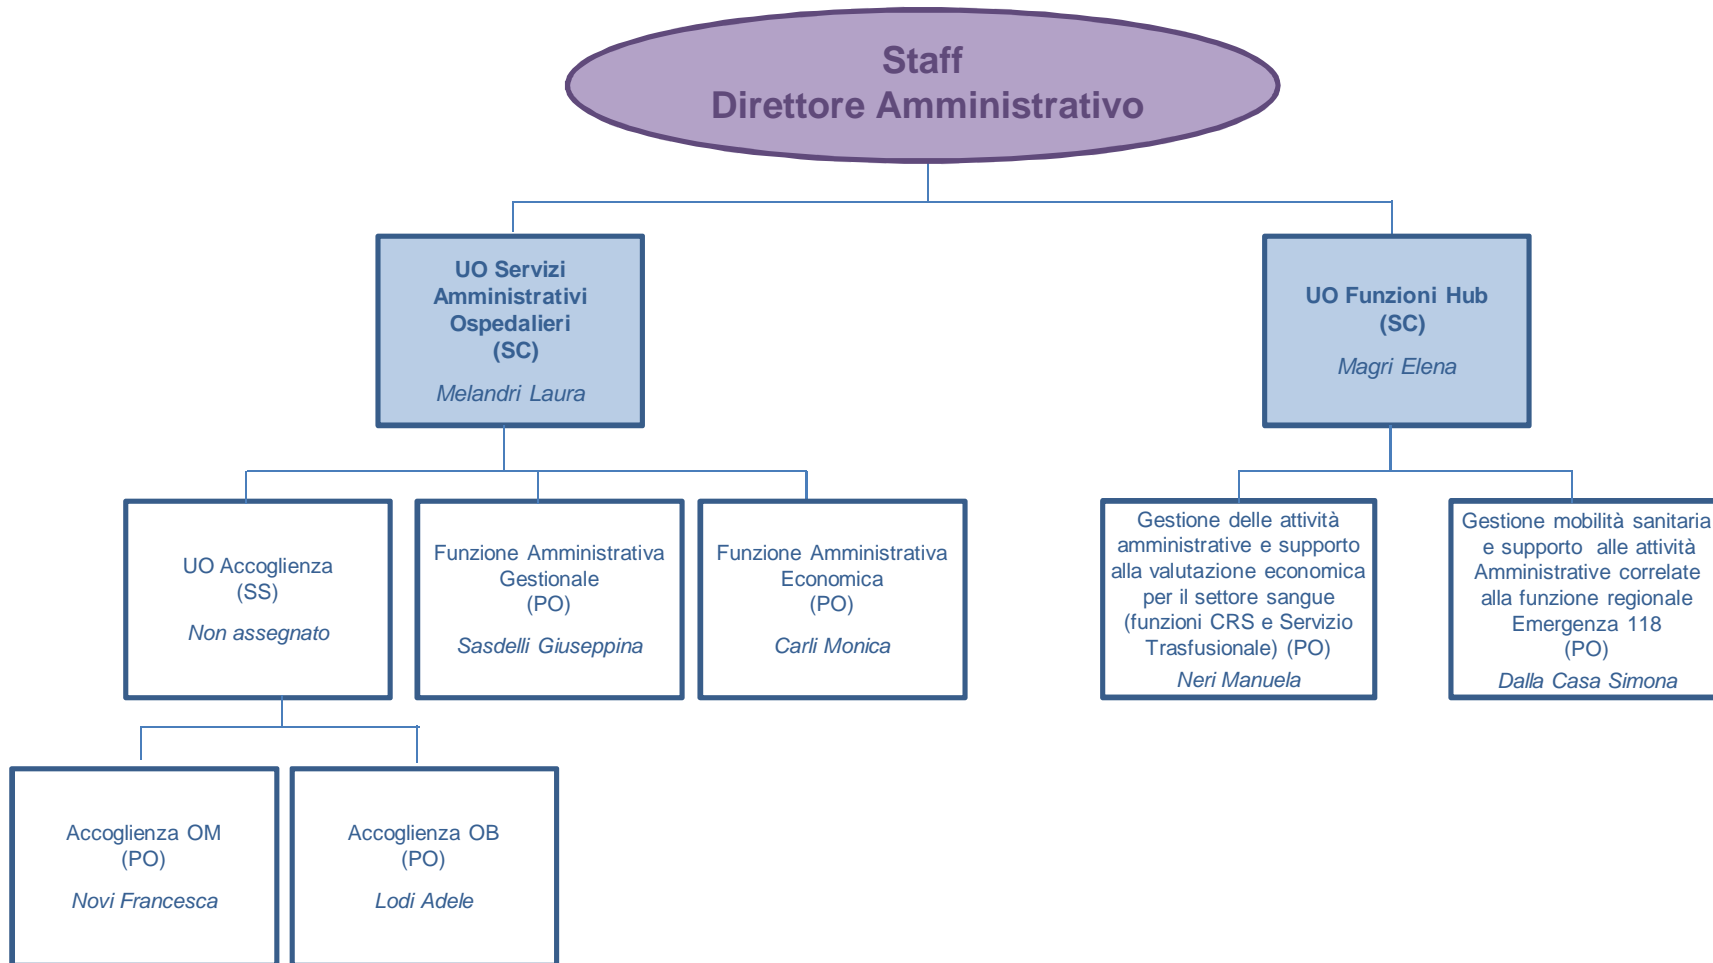 Staff
Direttore Amministrativo
UO Servizi
Amministrativi
Ospedalieri
(SC)
Melandri Laura
UO Funzioni Hub
(SC)
Magri Elena
UO Accoglienza
(SS)
Non assegnato
Funzione Amministrativa
Gestionale
(PO)
Sasdelli Giuseppina
Funzione Amministrativa
Economica
(PO)
Carli Monica
Gestione delle attività
amministrative e supporto
alla valutazione economica
per il settore sangue
(funzioni CRS e Servizio
Trasfusionale) (PO)
Neri Manuela
Gestione mobilità sanitaria
e supporto alle attività
Amministrative correlate
alla funzione regionale
Emergenza 118
(PO)
Dalla Casa Simona
Accoglienza OM
(PO)
Novi Francesca
Accoglienza OB
(PO)
Lodi Adele